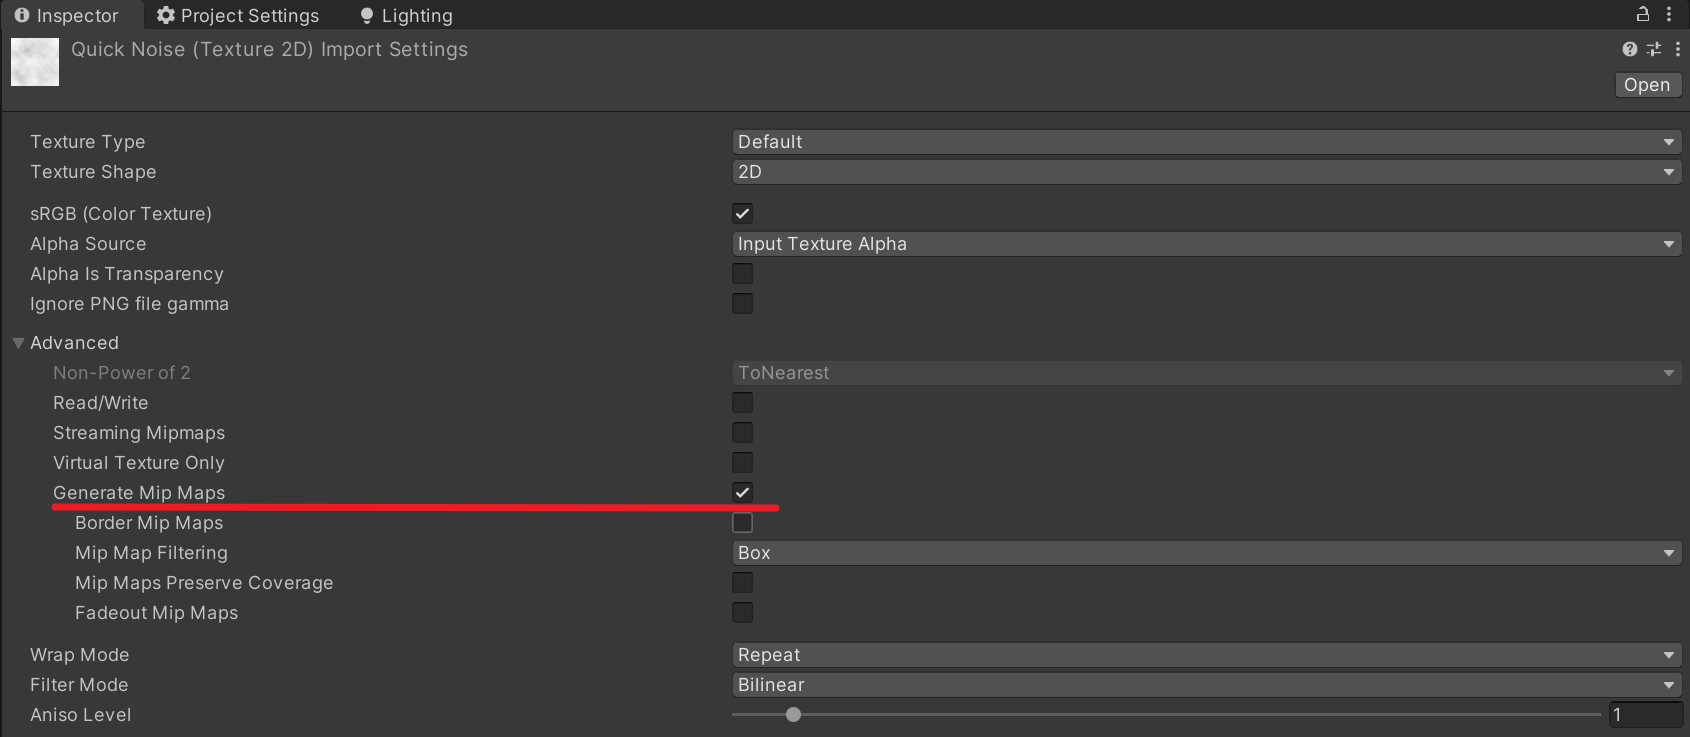 Inspector Project Settings Lighting
Quick Noise (Texture 2D) Import Settings
Open
Texture Type Default
Texture Shape 2D
sRGB (Color Texture)
Alpha Source Input Texture Alpha
Alpha Is Transparency
Ignore PNG file gamma
Advanced
Non-Power of 2 ToNearest
Read/Write
Streaming Mipmaps
Virtual Texture Only
Generate Mip Maps
Border Mip Maps
Mip Map Filtering Box
Mip Maps Preserve Coverage
Fadeout Mip Maps
Wrap Mode Repeat
Filter Mode Bilinear
Aniso Level 1